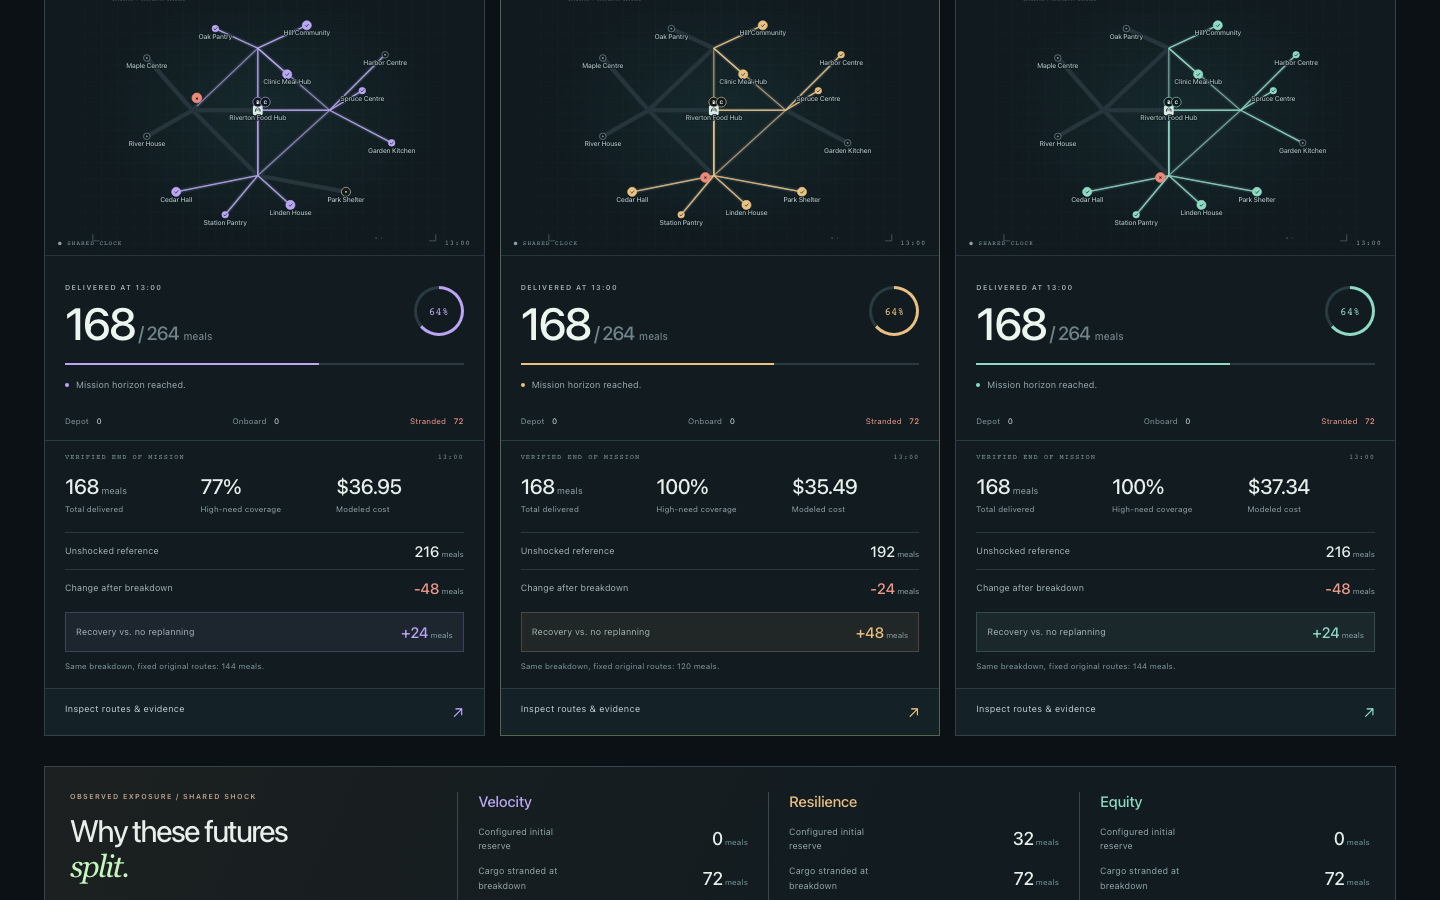 Oak Pantry
Hill Community
Maple Centre
Harbor Centre
Clinic Meal Hub
Spruce Centre
B C
Riverton Food Hub
River House
Garden Kitchen
Cedar Hall
Park Shelter
Linden House
Station Pantry
SHARED CLOCK 13:00
DELIVERED AT 13:00
168 / 264 meals
64%
Mission horizon reached.
Depot 0 Onboard 0 Stranded 72
VERIFIED END OF MISSION 13:00
168 meals 77% $36.95
Total delivered High-need coverage Modeled cost
Unshocked reference 216 meals
Change after breakdown -48 meals
Recovery vs. no replanning +24 meals
Same breakdown, fixed original routes: 144 meals.
Inspect routes & evidence
Oak Pantry
Hill Community
Maple Centre
Harbor Centre
Clinic Meal Hub
Spruce Centre
B C
Riverton Food Hub
River House
Garden Kitchen
Cedar Hall
Park Shelter
Linden House
Station Pantry
SHARED CLOCK 13:00
DELIVERED AT 13:00
168 / 264 meals
64%
Mission horizon reached.
Depot 0 Onboard 0 Stranded 72
VERIFIED END OF MISSION 13:00
168 meals 100% $35.49
Total delivered High-need coverage Modeled cost
Unshocked reference 192 meals
Change after breakdown -24 meals
Recovery vs. no replanning +48 meals
Same breakdown, fixed original routes: 120 meals.
Inspect routes & evidence
Oak Pantry
Hill Community
Maple Centre
Harbor Centre
Clinic Meal Hub
Spruce Centre
B C
Riverton Food Hub
River House
Garden Kitchen
Cedar Hall
Park Shelter
Linden House
Station Pantry
SHARED CLOCK 13:00
DELIVERED AT 13:00
168 / 264 meals
64%
Mission horizon reached.
Depot 0 Onboard 0 Stranded 72
VERIFIED END OF MISSION 13:00
168 meals 100% $37.34
Total delivered High-need coverage Modeled cost
Unshocked reference 216 meals
Change after breakdown -48 meals
Recovery vs. no replanning +24 meals
Same breakdown, fixed original routes: 144 meals.
Inspect routes & evidence
OBSERVED EXPOSURE / SHARED SHOCK
Why these futures
split.
Velocity
Configured initial
reserve
0 meals
Cargo stranded at
breakdown
72 meals
Resilience
Configured initial
reserve
32 meals
Cargo stranded at
breakdown
72 meals
Equity
Configured initial
reserve
0 meals
Cargo stranded at
breakdown
72 meals